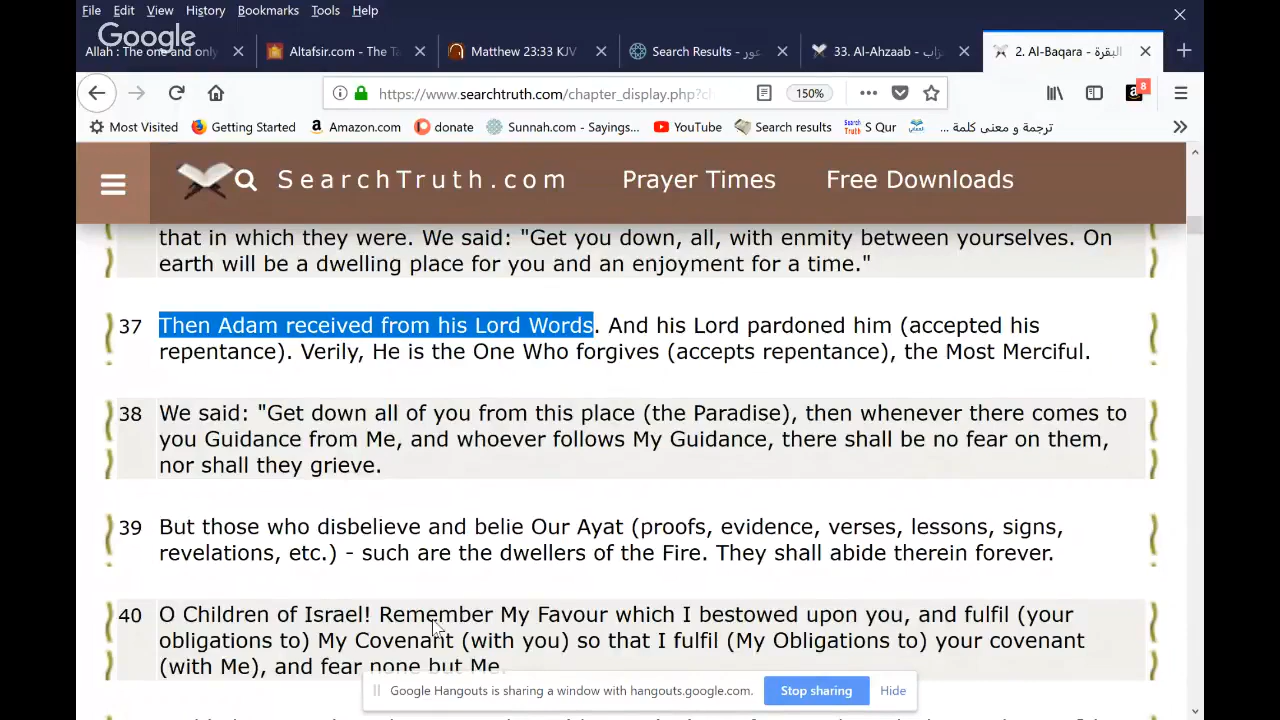 File Edit View History Bookmarks Tools Help
Google
Allah : The one and only
Altafsir.com - The Ta
Matthew 23:33 KJV
Search Results - عور
33. Al-Ahzaab - راب
2. Al-Baqara - البقرة
https://www.searchtruth.com/chapter_display.php?c
150%
8
Most Visited Getting Started Amazon.com donate Sunnah.com - Sayings... YouTube Search results S Qur ترجمة و معنى كلمة ...
Search Truth
SearchTruth.com Prayer Times Free Downloads
that in which they were. We said: "Get you down, all, with enmity between yourselves. On
earth will be a dwelling place for you and an enjoyment for a time."
37 Then Adam received from his Lord Words. And his Lord pardoned him (accepted his
repentance). Verily, He is the One Who forgives (accepts repentance), the Most Merciful.
38 We said: "Get down all of you from this place (the Paradise), then whenever there comes to
you Guidance from Me, and whoever follows My Guidance, there shall be no fear on them,
nor shall they grieve.
39 But those who disbelieve and belie Our Ayat (proofs, evidence, verses, lessons, signs,
revelations, etc.) - such are the dwellers of the Fire. They shall abide therein forever.
40 O Children of Israel! Remember My Favour which I bestowed upon you, and fulfil (your
obligations to) My Covenant (with you) so that I fulfil (My Obligations to) your covenant
(with Me), and fear none but Me.
Google Hangouts is sharing a window with hangouts.google.com. Stop sharing Hide